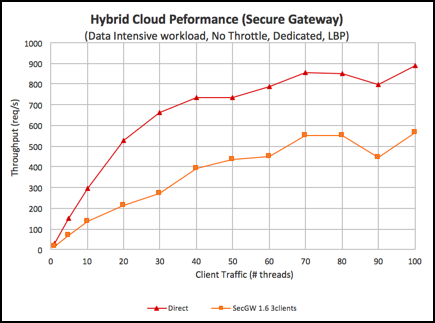 Hybrid Cloud Peformance (Secure Gateway)
(Data Intensive workload, No Throttle, Dedicated, LBP)
Throughput (req/s)
1000
900
800
700
600
500
400
300
200
100
0
0 10 20 30 40 50 60 70 80 90 100
Client Traffic (# threads)
Direct SecGW 1.6 3clients